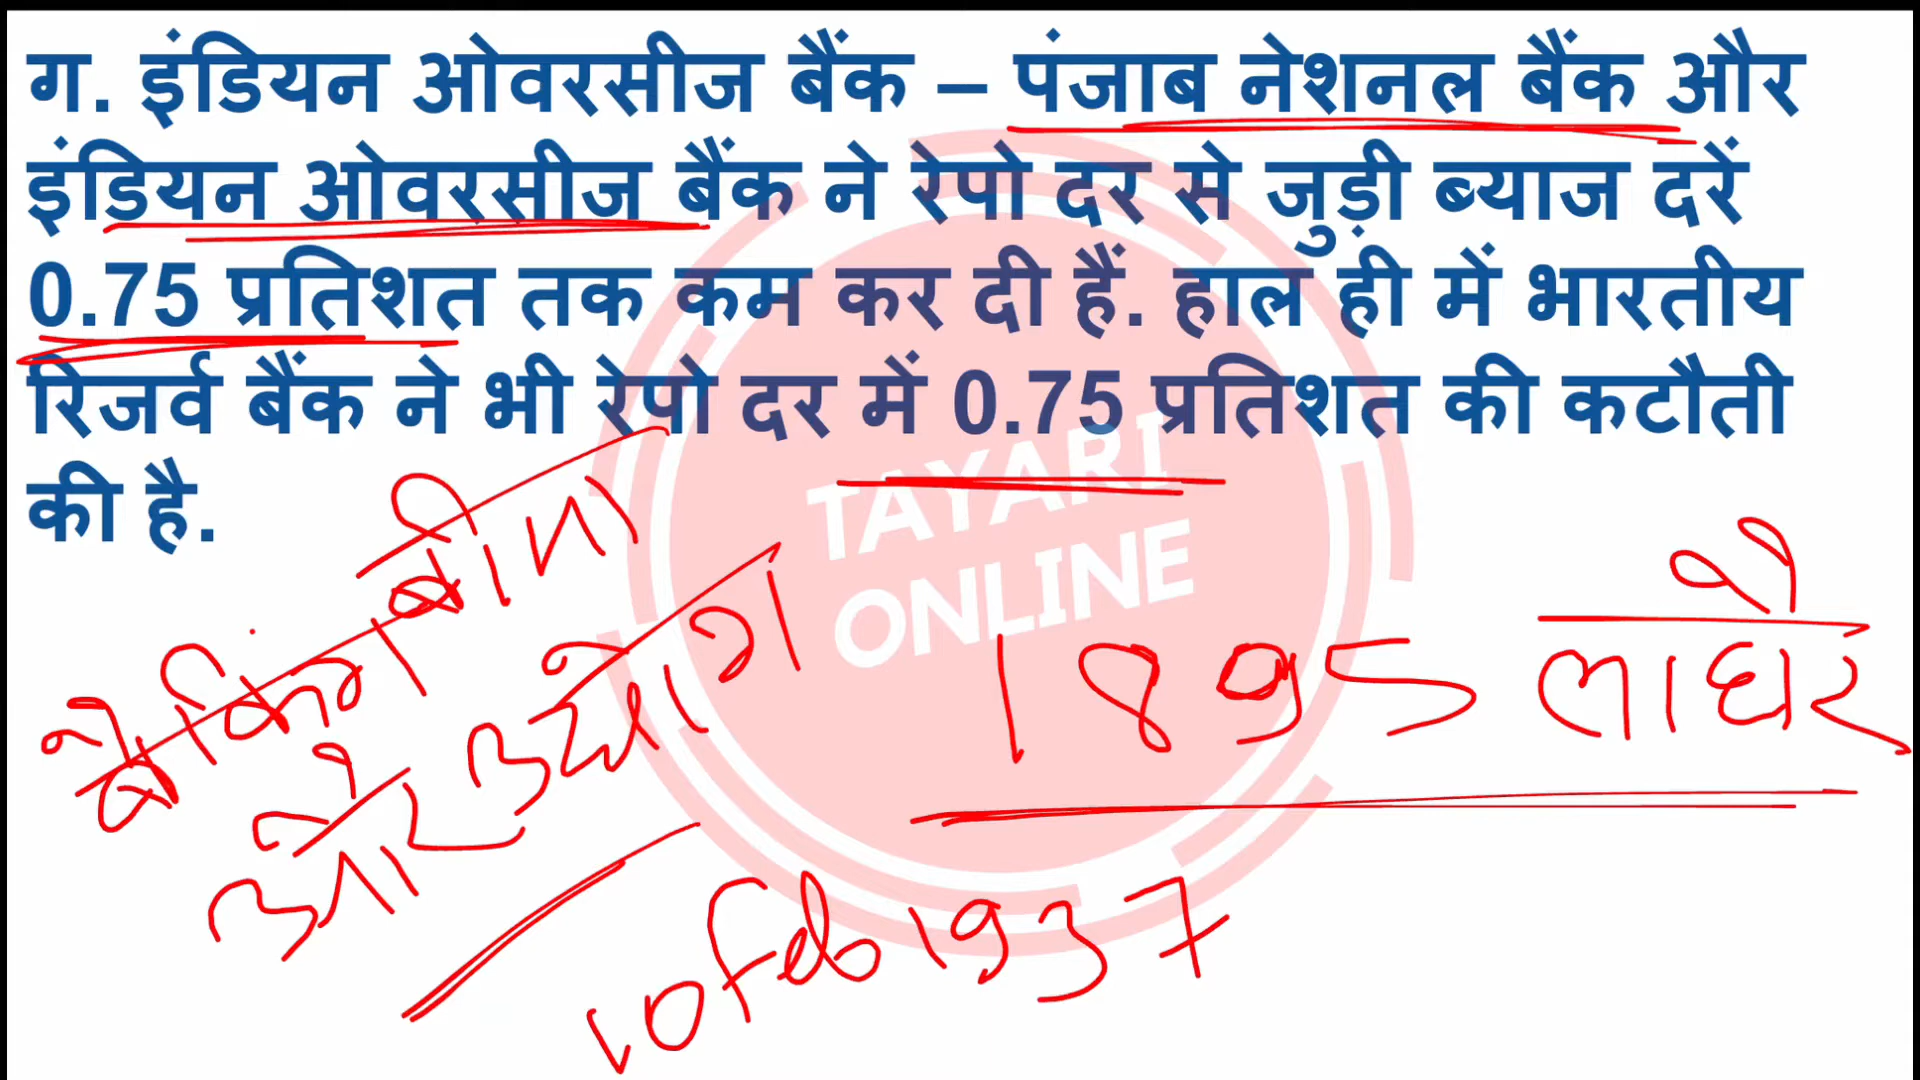 ग. इंडियन ओवरसीज बैंक – पंजाब नेशनल बैंक और
इंडियन ओवरसीज बैंक ने रेपो दर से जुड़ी ब्याज दरें
0.75 प्रतिशत तक कम कर दी हैं. हाल ही में भारतीय
रिजर्व बैंक ने भी रेपो दर में 0.75 प्रतिशत की कटौती
की है.
TAYARI
ONLINE
बैकिंग बीमा
और उद्योग
1895 लाहौर
10 Feb 1937